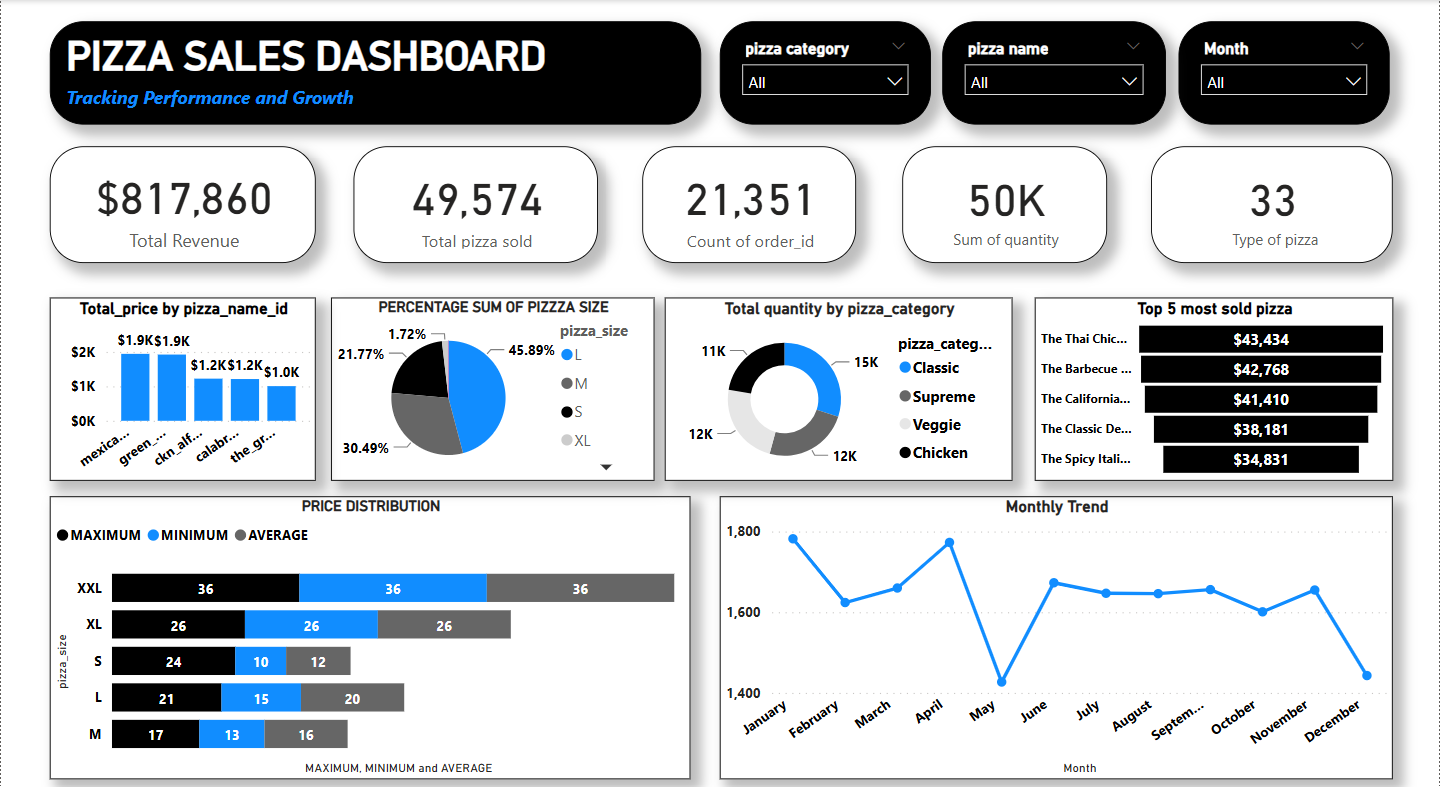 PIZZA SALES DASHBOARD
Tracking Performance and Growth
pizza category
All
pizza name
All
Month
All
$817,860
Total Revenue
49,574
Total pizza sold
21,351
Count of order_id
50K
Sum of quantity
33
Type of pizza
Total_price by pizza_name_id
$2K
$1K
$0K
$1.9K
$1.9K
$1.2K
$1.2K
$1.0K
mexica...
green_...
ckn_alf...
calabr...
the_gr...
PERCENTAGE SUM OF PIZZZA SIZE
1.72%
21.77%
30.49%
45.89%
pizza_size
L
M
S
XL
Total quantity by pizza_category
11K
15K
12K
12K
pizza_categ...
Classic
Supreme
Veggie
Chicken
Top 5 most sold pizza
The Thai Chic... $43,434
The Barbecue ... $42,768
The California... $41,410
The Classic De... $38,181
The Spicy Itali... $34,831
PRICE DISTRIBUTION
MAXIMUM MINIMUM AVERAGE
pizza_size
XXL 36 36 36
XL 26 26 26
S 24 10 12
L 21 15 20
M 17 13 16
MAXIMUM, MINIMUM and AVERAGE
Monthly Trend
1,800
1,600
1,400
January
February
March
April
May
June
July
August
Septem...
October
November
December
Month